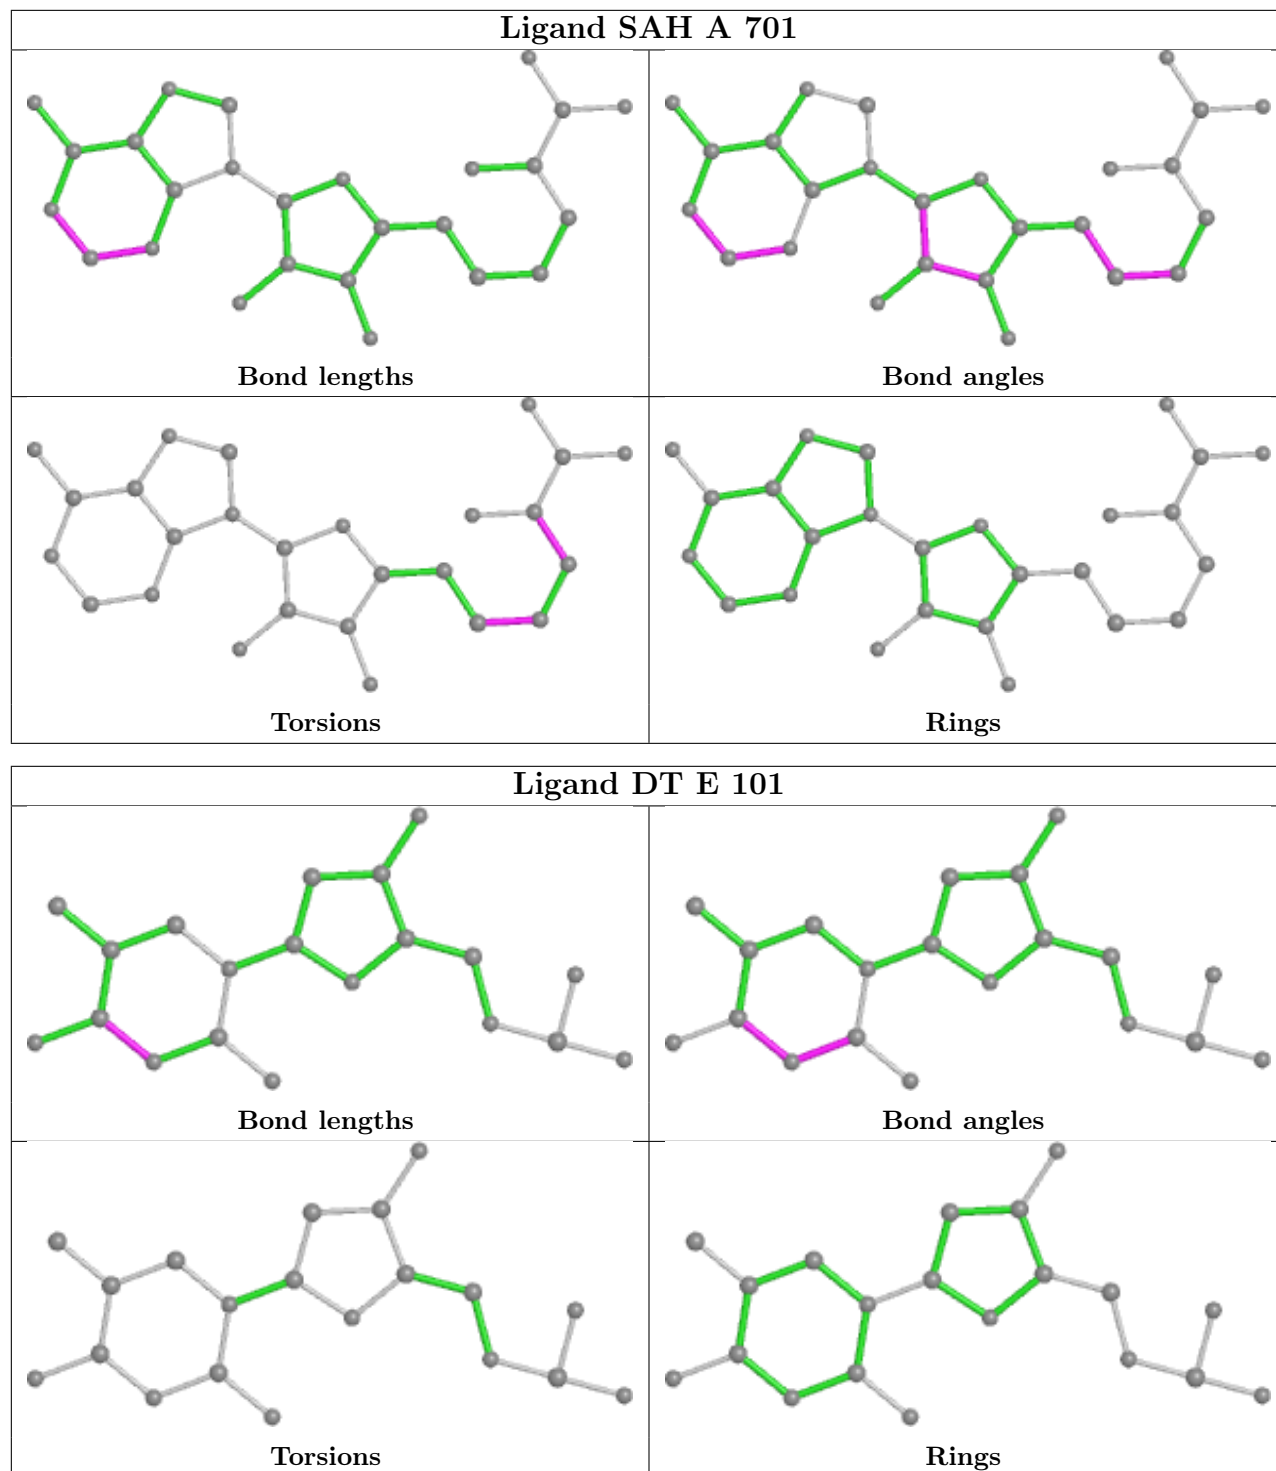 Ligand SAH A 701
Bond lengths
Bond angles
Torsions
Rings
Ligand DT E 101
Bond lengths
Bond angles
Torsions
Rings